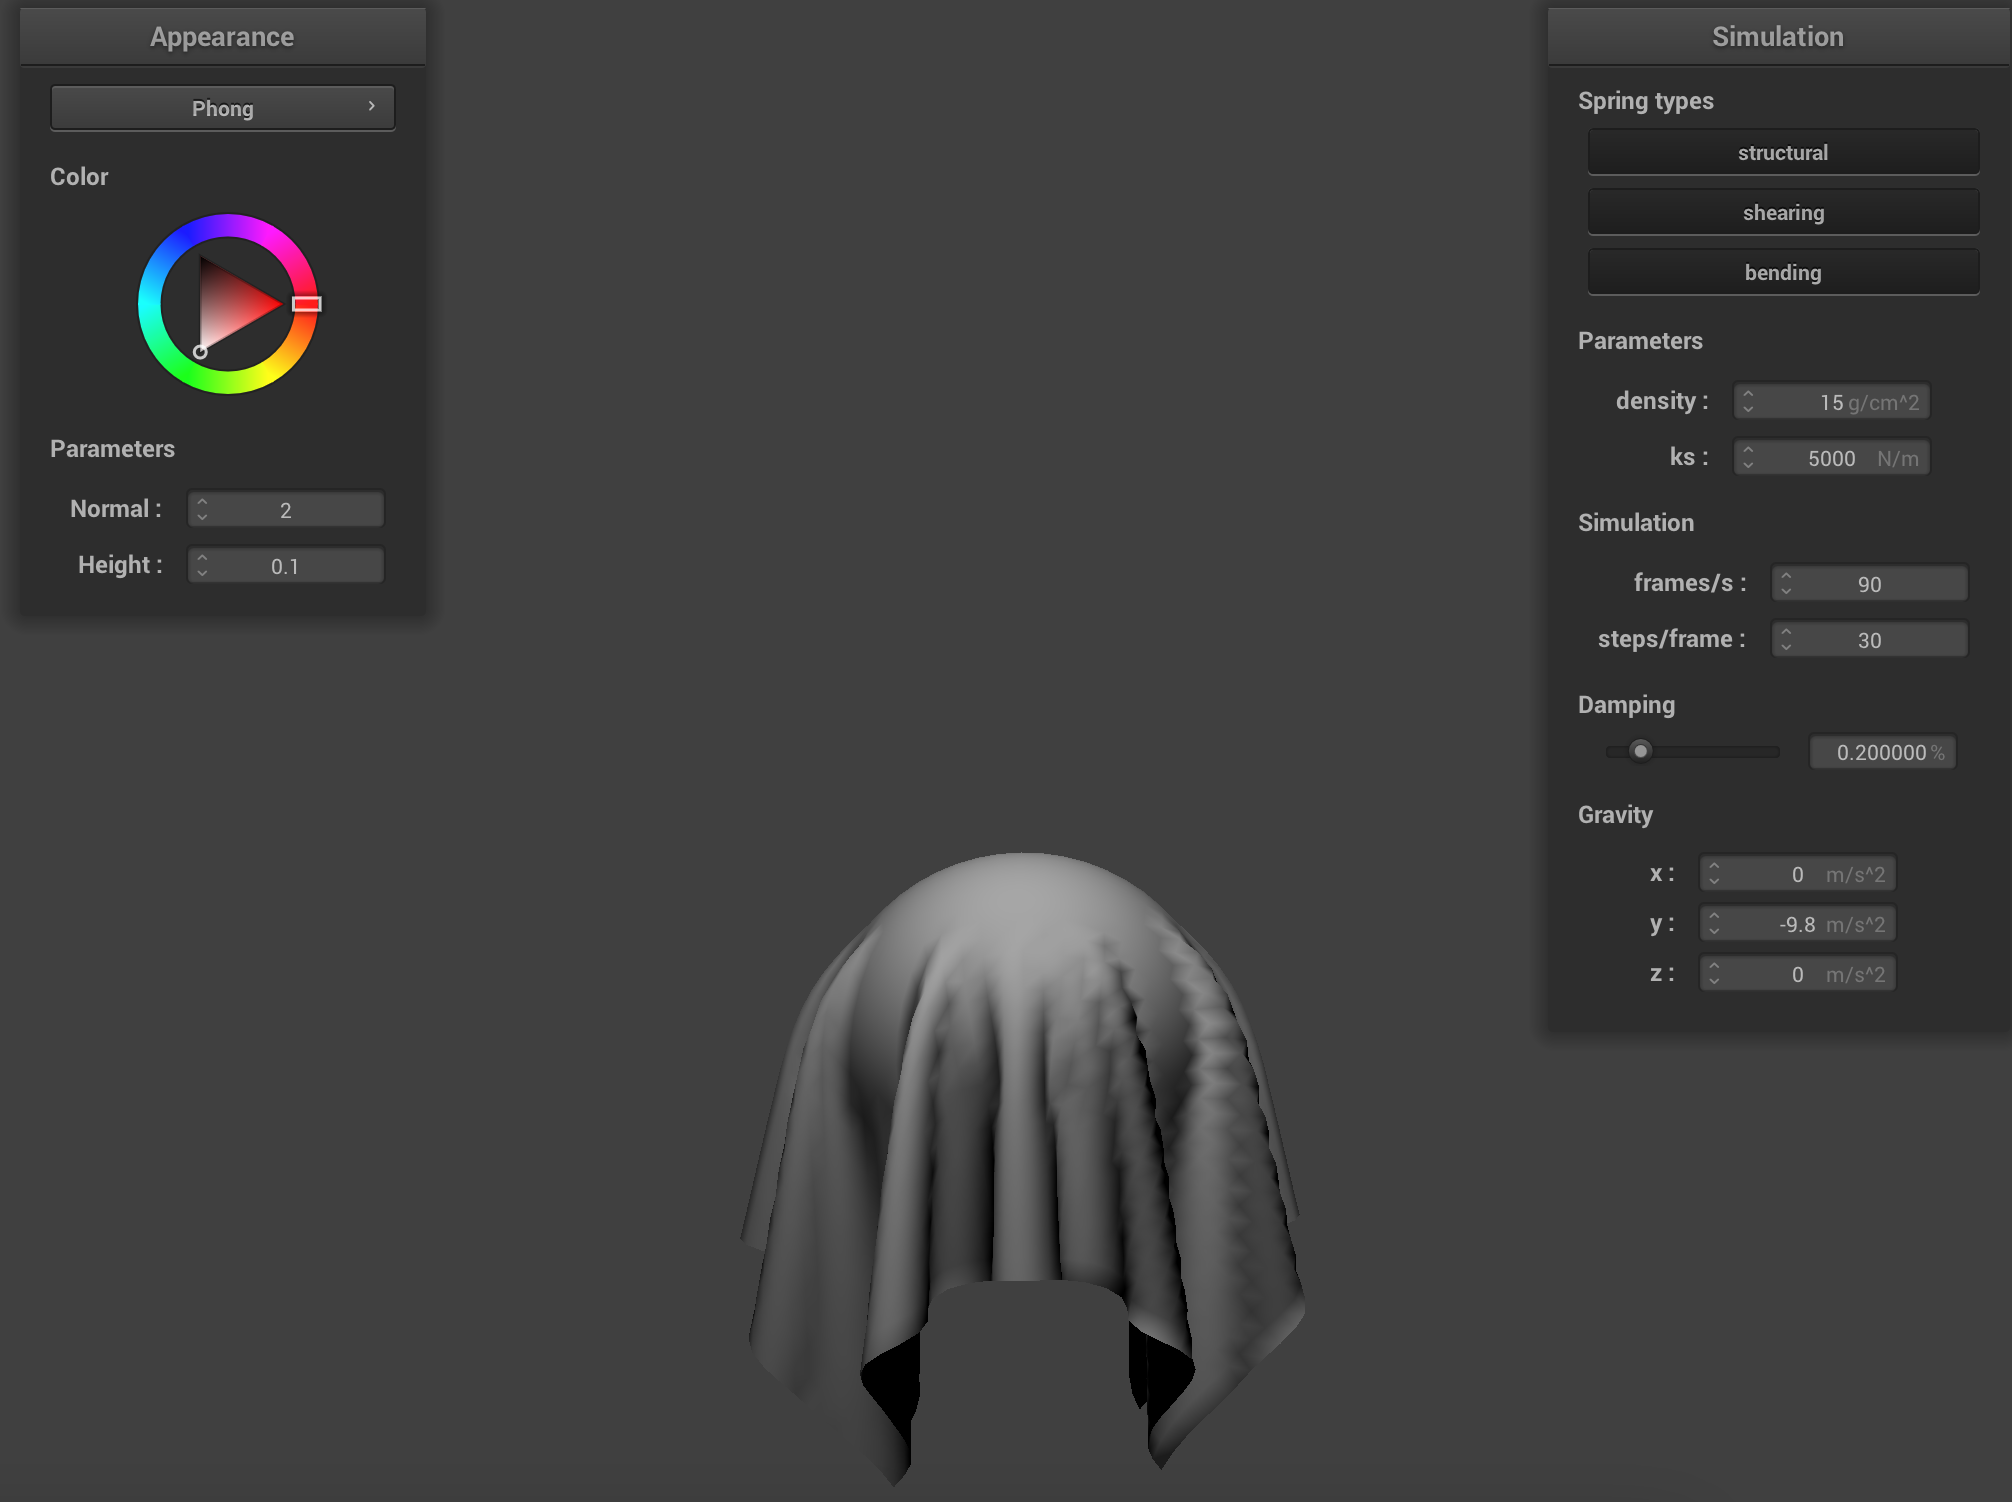 Appearance
Phong
Color
Parameters
Normal : 2
Height : 0.1
Simulation
Spring types
structural
shearing
bending
Parameters
density : 15 g/cm^2
ks : 5000 N/m
Simulation
frames/s : 90
steps/frame : 30
Damping
0.200000 %
Gravity
x : 0 m/s^2
y : -9.8 m/s^2
z : 0 m/s^2